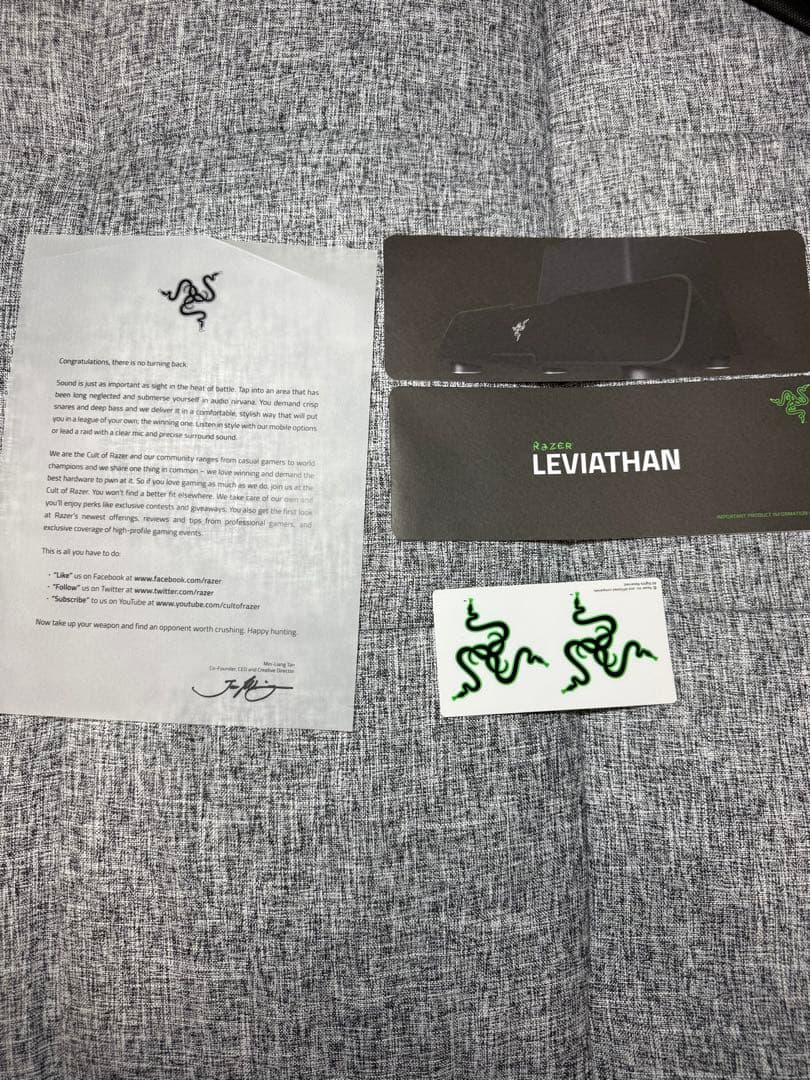 Congratulations, there is no turning back.
Sound is just as important as sight in the heat of battle. Tap into an area that has
been long neglected and submerse yourself in audio nirvana. You demand crisp
snares and deep bass and we deliver it in a comfortable, stylish way that will put
you in a league of your own; the winning one. Listen in style with our mobile options
or lead a raid with a clear mic and precise surround sound.
We are the Cult of Razer and our community ranges from casual gamers to world
champions and we share one thing in common – we love winning and demand the
best hardware to pwn at it. So if you love gaming as much as we do, join us at the
Cult of Razer. You won't find a better fit elsewhere. We take care of our own and
you'll enjoy perks like exclusive contests and giveaways. You also get the first look
at Razer's newest offerings, reviews and tips from professional gamers, and
exclusive coverage of high-profile gaming events.
This is all you have to do:
- "Like" us on Facebook at www.facebook.com/razer
- "Follow" us on Twitter at www.twitter.com/razer
- "Subscribe" to us on YouTube at www.youtube.com/cultofrazer
Now take up your weapon and find an opponent worth crushing. Happy hunting.
Min-Liang Tan
Co-Founder, CEO and Creative Director
RAZER
LEVIATHAN
IMPORTANT PRODUCT INFORMATION
All Rights Reserved